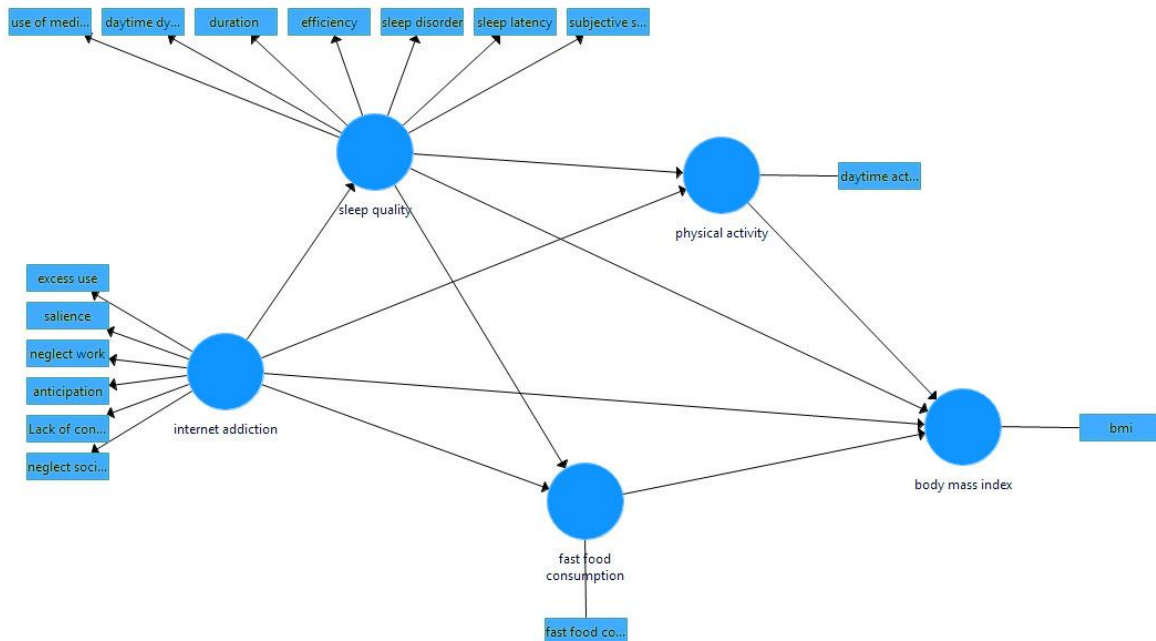 use of medi...
daytime dy...
duration
efficiency
sleep disorder
sleep latency
subjective s...
sleep quality
physical activity
daytime act...
excess use
salience
neglect work
anticipation
Lack of con...
neglect soci...
internet addiction
body mass index
bmi
fast food
consumption
fast food co...